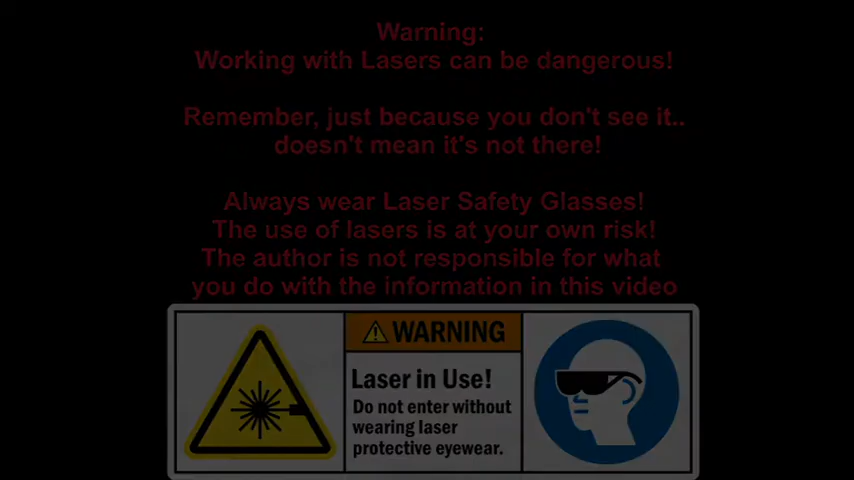 Warning:
Working with Lasers can be dangerous!
Remember, just because you don't see it..
doesn't mean it's not there!
Always wear Laser Safety Glasses!
The use of lasers is at your own risk!
The author is not responsible for what
you do with the information in this video
WARNING
Laser in Use!
Do not enter without
wearing laser
protective eyewear.